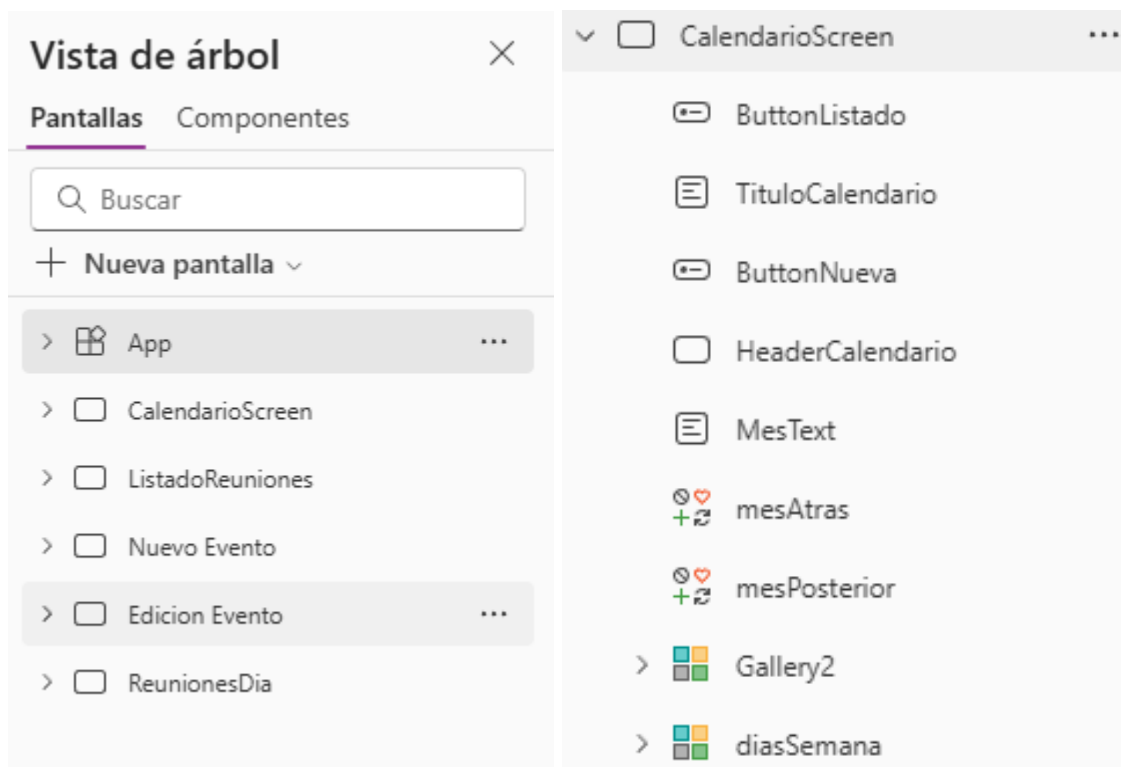 Vista de árbol
Pantallas Componentes
Buscar
Nueva pantalla
App
CalendarioScreen
ListadoReuniones
Nuevo Evento
Edicion Evento
ReunionesDia
CalendarioScreen
ButtonListado
TituloCalendario
ButtonNueva
HeaderCalendario
MesText
mesAtras
mesPosterior
Gallery2
diasSemana